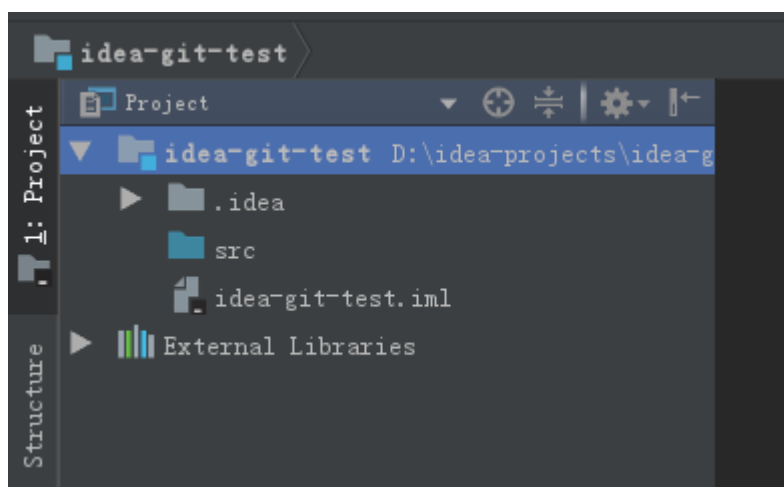 idea-git-test
1: Project
Project
idea-git-test D:\idea-projects\idea-g
.idea
src
idea-git-test.iml
External Libraries
Structure